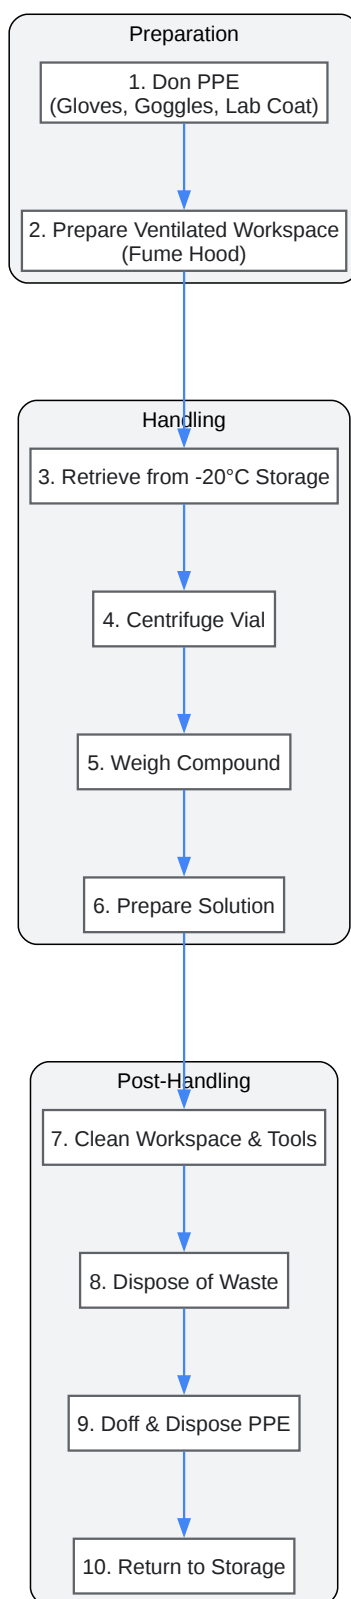 Preparation
1. Don PPE
(Gloves, Goggles, Lab Coat)
2. Prepare Ventilated Workspace
(Fume Hood)
Handling
3. Retrieve from -20°C Storage
4. Centrifuge Vial
5. Weigh Compound
6. Prepare Solution
Post-Handling
7. Clean Workspace & Tools
8. Dispose of Waste
9. Doff & Dispose PPE
10. Return to Storage